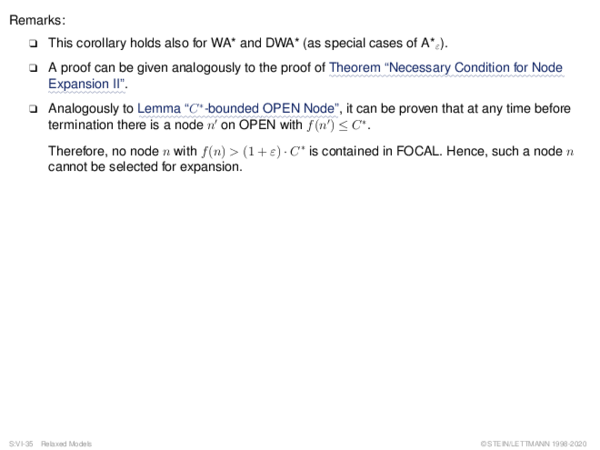 Remarks:
❑ This corollary holds also for WA* and DWA* (as special cases of A*ε).
❑ A proof can be given analogously to the proof of Theorem “Necessary Condition for Node
Expansion II”.
❑ Analogously to Lemma “C*-bounded OPEN Node”, it can be proven that at any time before
termination there is a node n′ on OPEN with f(n′) ≤ C*.
Therefore, no node n with f(n) > (1 + ε) · C* is contained in FOCAL. Hence, such a node n
cannot be selected for expansion.
S:VI-35 Relaxed Models ©STEIN/LETTMANN 1998-2020